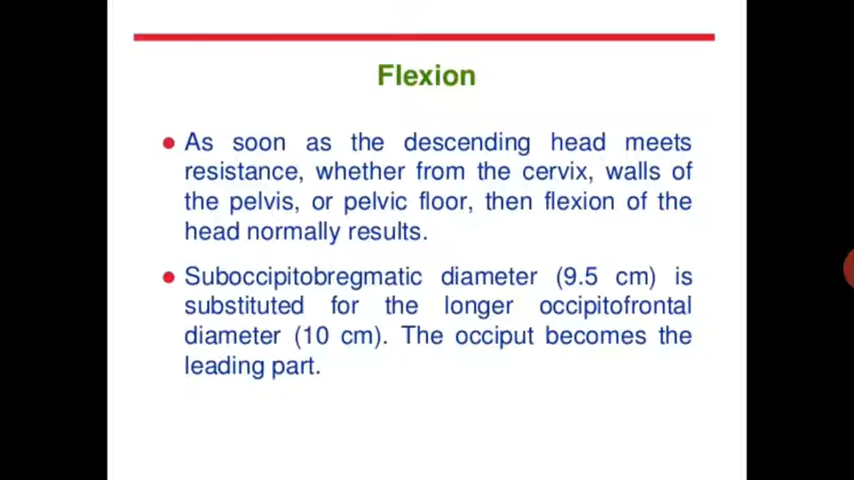 Flexion
● As soon as the descending head meets
resistance, whether from the cervix, walls of
the pelvis, or pelvic floor, then flexion of the
head normally results.
● Suboccipitobregmatic diameter (9.5 cm) is
substituted for the longer occipitofrontal
diameter (10 cm). The occiput becomes the
leading part.